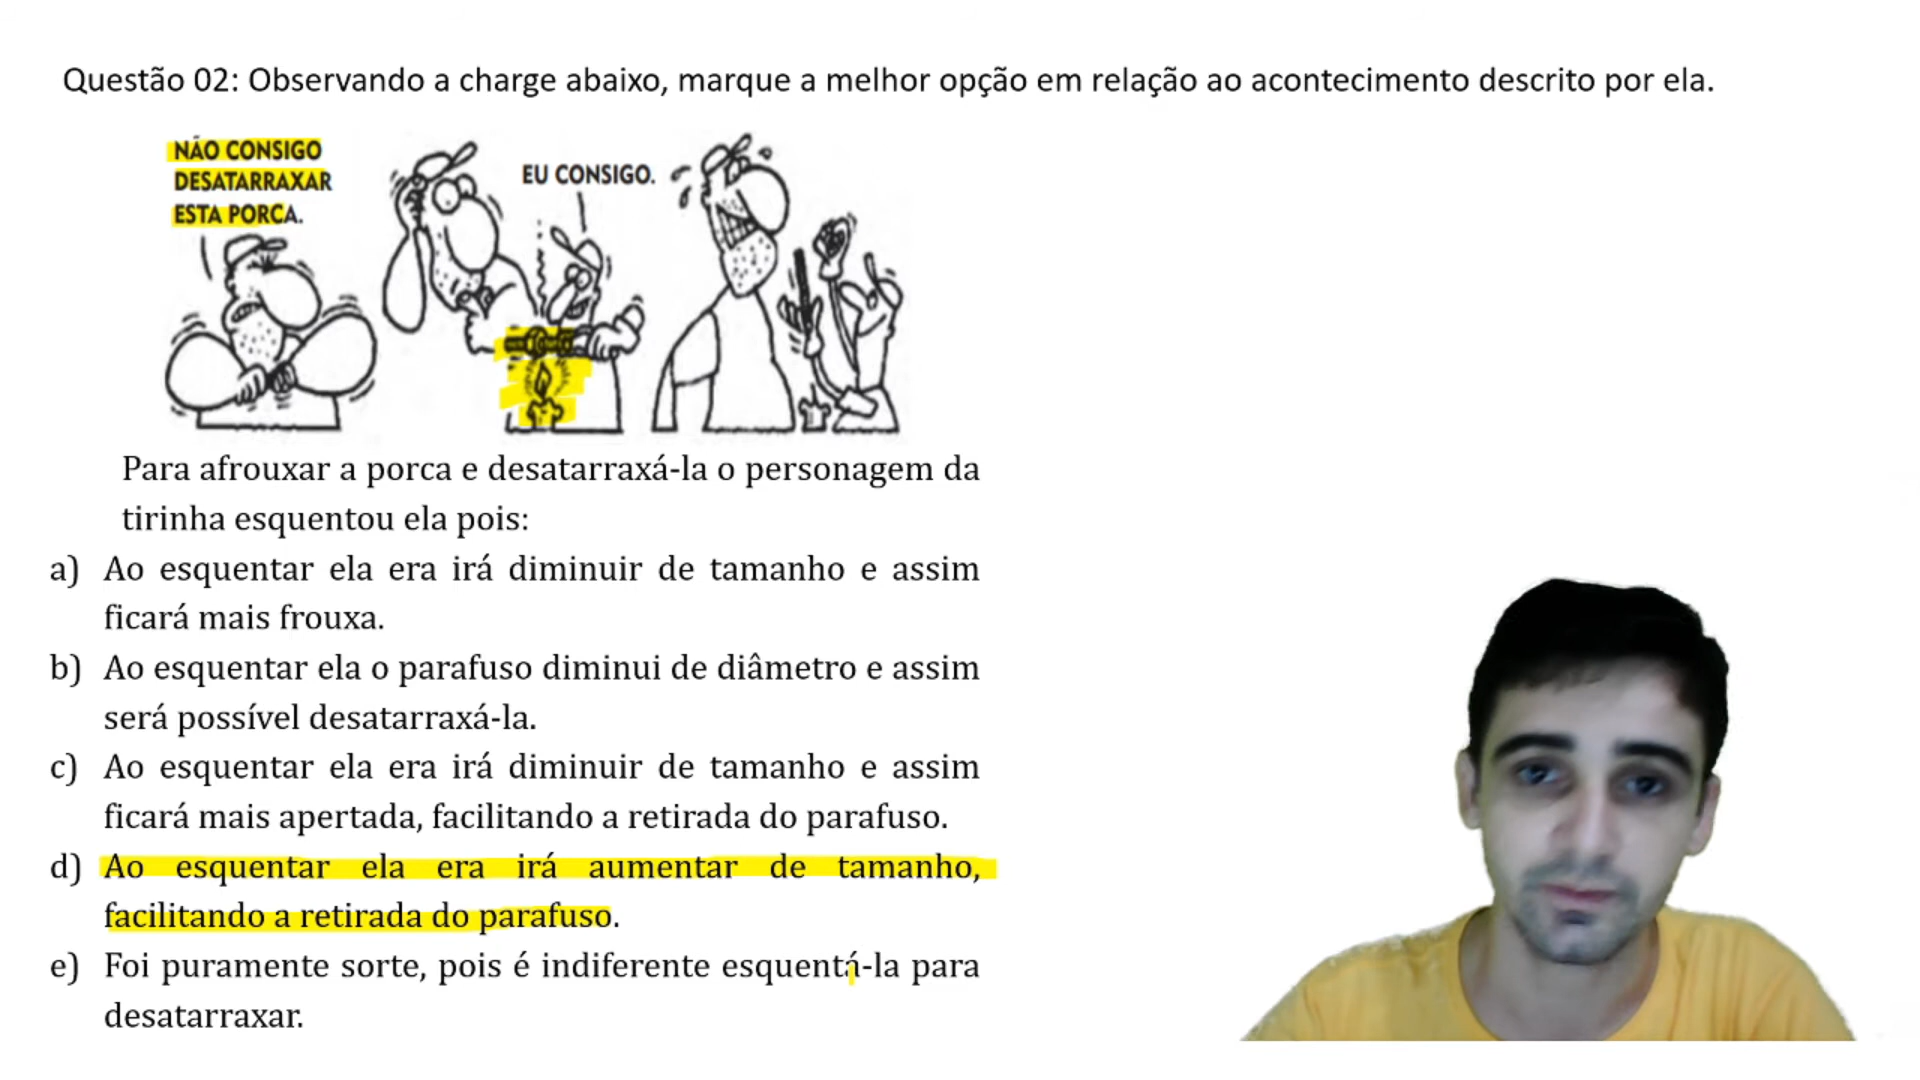 Questão 02: Observando a charge abaixo, marque a melhor opção em relação ao acontecimento descrito por ela.
NÃO CONSIGO
DESATARRAXAR
ESTA PORCA.
EU CONSIGO.
Para afrouxar a porca e desatarraxá-la o personagem da
tirinha esquentou ela pois:
a) Ao esquentar ela era irá diminuir de tamanho e assim
ficará mais frouxa.
b) Ao esquentar ela o parafuso diminui de diâmetro e assim
será possível desatarraxá-la.
c) Ao esquentar ela era irá diminuir de tamanho e assim
ficará mais apertada, facilitando a retirada do parafuso.
d) Ao esquentar ela era irá aumentar de tamanho,
facilitando a retirada do parafuso.
e) Foi puramente sorte, pois é indiferente esquentá-la para
desatarraxar.